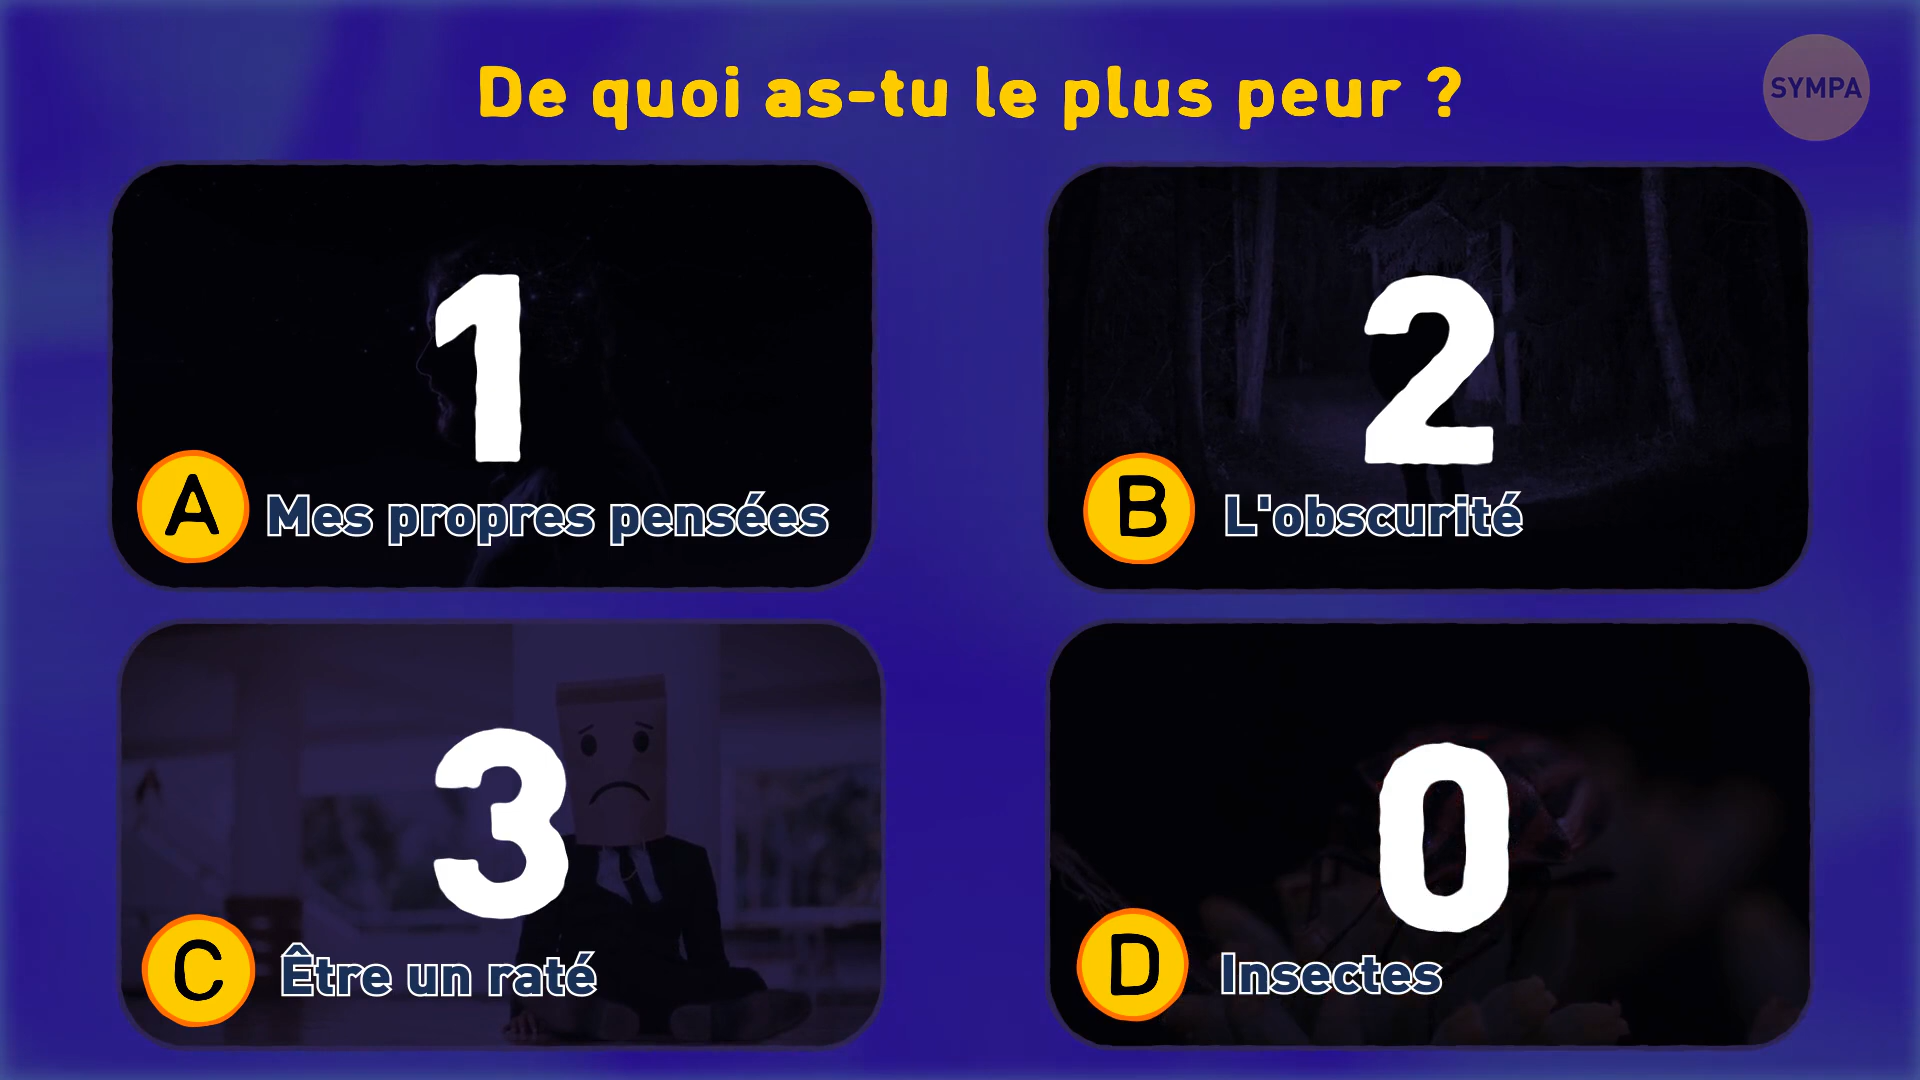 De quoi as-tu le plus peur ?
SYMPA
1
A Mes propres pensées
2
B L'obscurité
3
C Être un raté
0
D Insectes